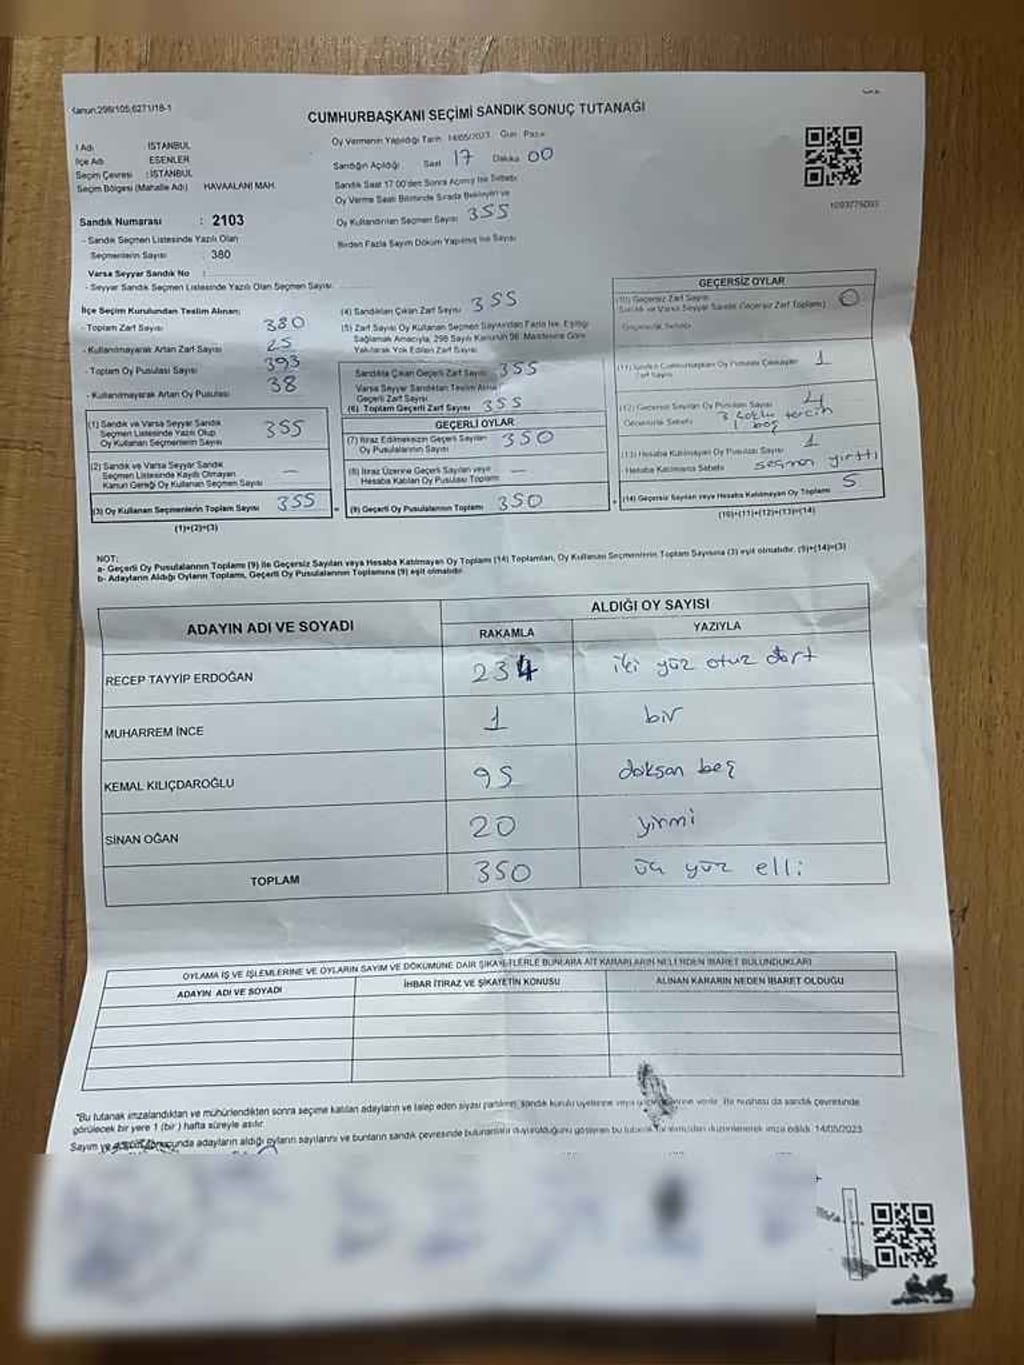 Kanun:298/105;6271/18-1
CUMHURBAŞKANI SEÇİMİ SANDIK SONUÇ TUTANAĞI
İl Adı İSTANBUL
İlçe Adı ESENLER
Seçim Çevresi : İSTANBUL
Seçim Bölgesi (Mahalle Adı) HAVAALANI MAH.
Sandık Numarası : 2103
- Sandık Seçmen Listesinde Yazılı Olan
Seçmenlerin Sayısı : 380
Varsa Seyyar Sandık No :
- Seyyar Sandık Seçmen Listesinde Yazılı Olan Seçmen Sayısı:
Oy Vermenin Yapıldığı Tarih 14/05/2023 Gün Pazar
Sandığın Açıldığı Saat 17 Dakika 00
Sandık Saat 17.00'den Sonra Açılmış İse Sebebi:
Oy Verme Saati Bitiminde Sırada Bekleyen ve
Oy Kullandırılan Seçmen Sayısı 355
Birden Fazla Sayım Döküm Yapılmış İse Sayısı
İlçe Seçim Kurulundan Teslim Alınan:
- Toplam Zarf Sayısı 380
- Kullanılmayarak Artan Zarf Sayısı 25
- Toplam Oy Pusulası Sayısı 393
- Kullanılmayarak Artan Oy Pusulası 38
(1) Sandık ve Varsa Seyyar Sandık
Seçmen Listesinde Yazılı Olup
Oy Kullanan Seçmenlerin Sayısı 355
(2) Sandık ve Varsa Seyyar Sandık
Seçmen Listesinde Kayıtlı Olmayan
Kanun Gereği Oy Kullanan Seçmen Sayısı —
(3) Oy Kullanan Seçmenlerin Toplam Sayısı 355
(1)+(2)=(3)
(4) Sandıktan Çıkan Zarf Sayısı 355
(5) Zarf Sayısı Oy Kullanan Seçmen Sayısından Fazla İse, Eşitliği
Sağlamak Amacıyla, 298 Sayılı Kanunun 98. Maddesine Göre
Yakılarak Yok Edilen Zarf Sayısı
Sandıkta Çıkan Geçerli Zarf Sayısı 355
Varsa Seyyar Sandıktan Teslim Alınan
Geçerli Zarf Sayısı
(6) Toplam Geçerli Zarf Sayısı 355
GEÇERLİ OYLAR
(7) İtiraz Edilmeksizin Geçerli Sayılan
Oy Pusulalarının Sayısı 350
(8) İtiraz Üzerine Geçerli Sayılan veya
Hesaba Katılan Oy Pusulası Toplamı —
= (9) Geçerli Oy Pusulalarının Toplamı 350
GEÇERSİZ OYLAR
(10) Geçersiz Zarf Sayısı
Sandık ve Varsa Seyyar Sandık Geçersiz Zarf Toplamı) 0
Geçersizlik Sebebi
Zarf Sayısı 1
(12) Geçersiz Sayılan Oy Pusulası Sayısı 4
Geçersizlik Sebebi 3 çoklu tercih
1 boş
(13) Hesaba Katılmayan Oy Pusulası Sayısı 1
Hesaba Katılmama Sebebi seçmen yırttı
+ (14) Geçersiz Sayılan veya Hesaba Katılmayan Oy Toplamı 5
(10)+(11)+(12)+(13)=(14)
NOT:
a- Geçerli Oy Pusulalarının Toplamı (9) ile Geçersiz Sayılan veya Hesaba Katılmayan Oy Toplamı (14) Toplamları, Oy Kullanan Seçmenlerin Toplam Sayısına (3) eşit olmalıdır. (9)+(14)=(3)
b- Adayların Aldığı Oyların Toplamı, Geçerli Oy Pusulalarının Toplamına (9) eşit olmalıdır.
ADAYIN ADI VE SOYADI ALDIĞI OY SAYISI
RAKAMLA YAZIYLA
RECEP TAYYİP ERDOĞAN 234 iki yüz otuz dört
MUHARREM İNCE 1 bir
KEMAL KILIÇDAROĞLU 95 doksan beş
SİNAN OĞAN 20 yirmi
TOPLAM 350 üç yüz elli
OYLAMA İŞ VE İŞLEMLERİNE VE OYLARIN SAYIM VE DÖKÜMÜNE DAİR ŞİKAYETLERLE BUNLARA AİT KARARLARIN NELERDEN İBARET BULUNDUKLARI
ADAYIN ADI VE SOYADI İHBAR İTİRAZ VE ŞİKAYETİN KONUSU ALINAN KARARIN NEDEN İBARET OLDUĞU
*Bu tutanak imzalandıktan ve mühürlendikten sonra seçime katılan adayların ve talep eden siyasi partilerin, sandık kurulu üyelerine veya verilir. Bir nüshası da sandık çevresinde
görülecek bir yere 1 (bir) hafta süreyle asılır.
Sayım ve adayların aldığı oyların sayılarını ve bunların sandık çevresinde duyurulduğunu gösteren bu tutanak düzenlenerek imza edildi. 14/05/2023